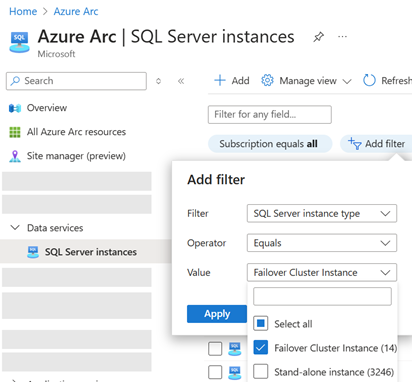 Home > Azure Arc >
Azure Arc | SQL Server instances
Microsoft
Search
Add
Manage view
Refresh
Overview
All Azure Arc resources
Site manager (preview)
Data services
SQL Server instances
Filter for any field...
Subscription equals all
Add filter
Add filter
Filter
SQL Server instance type
Operator
Equals
Value
Failover Cluster Instance
Apply
Select all
Failover Cluster Instance (14)
Stand-alone instance (3246)